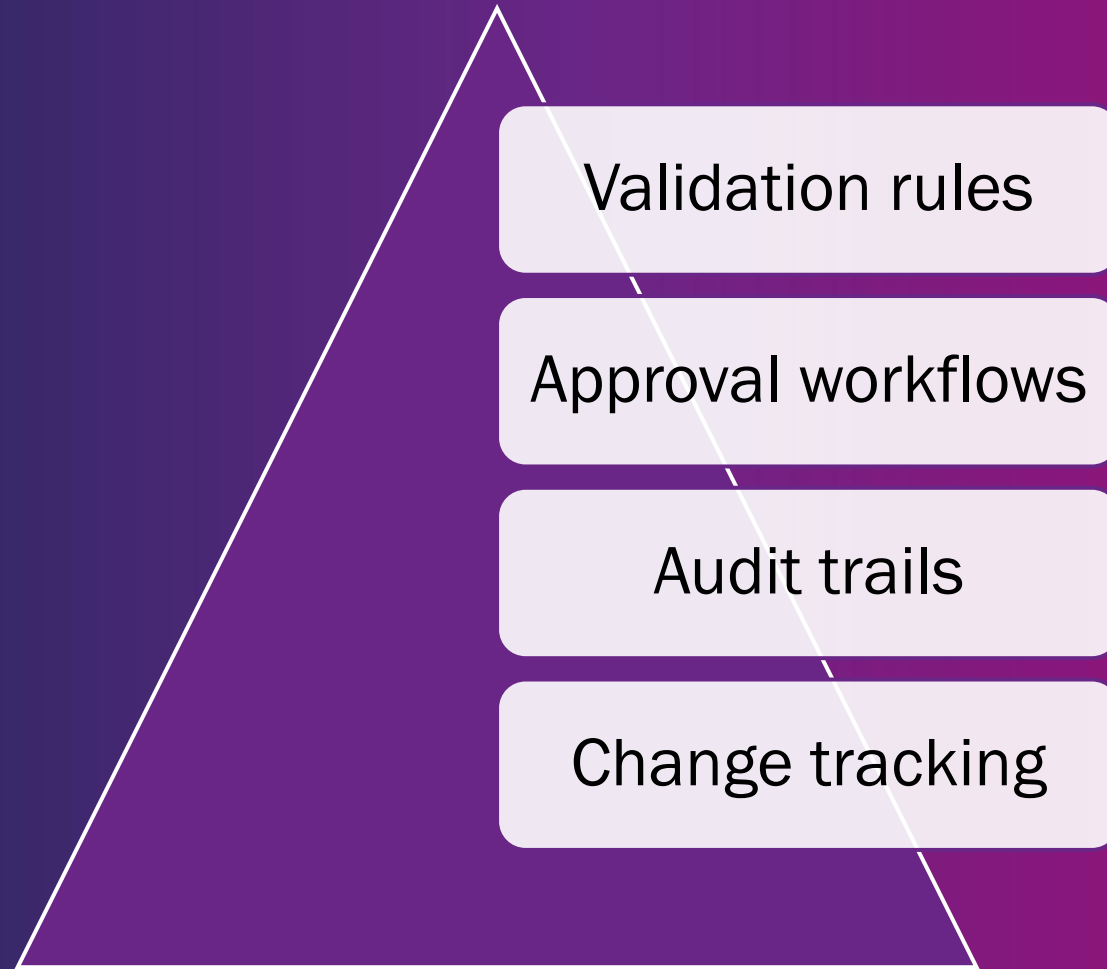 Validation rules
Approval workflows
Audit trails
Change tracking